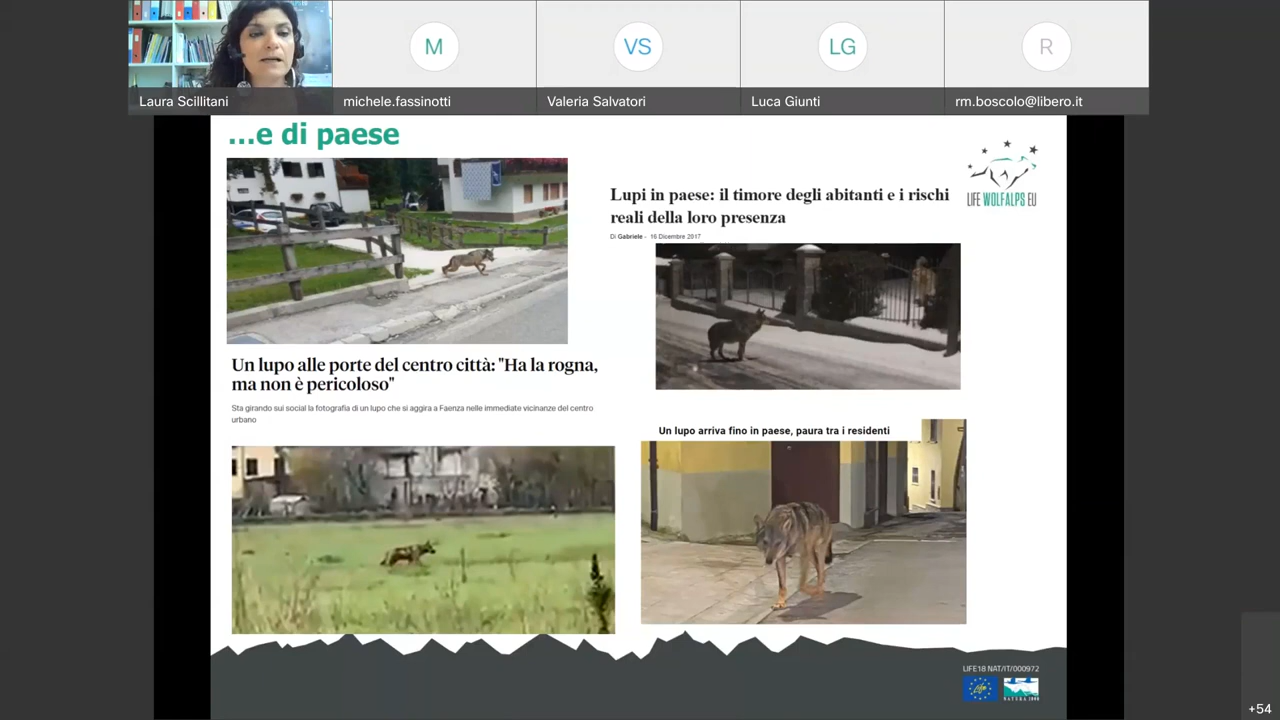 M
VS
LG
R
Laura Scillitani
michele.fassinotti
Valeria Salvatori
Luca Giunti
rm.boscolo@libero.it
...e di paese
LIFE WOLFALPS EU
Lupi in paese: il timore degli abitanti e i rischi
reali della loro presenza
Di Gabriele - 16 Dicembre 2017
Un lupo alle porte del centro città: "Ha la rogna,
ma non è pericoloso"
Sta girando sui social la fotografia di un lupo che si aggira a Faenza nelle immediate vicinanze del centro
urbano
Un lupo arriva fino in paese, paura tra i residenti
LIFE18 NAT/IT/000972
Life
NATURA 2000
+54